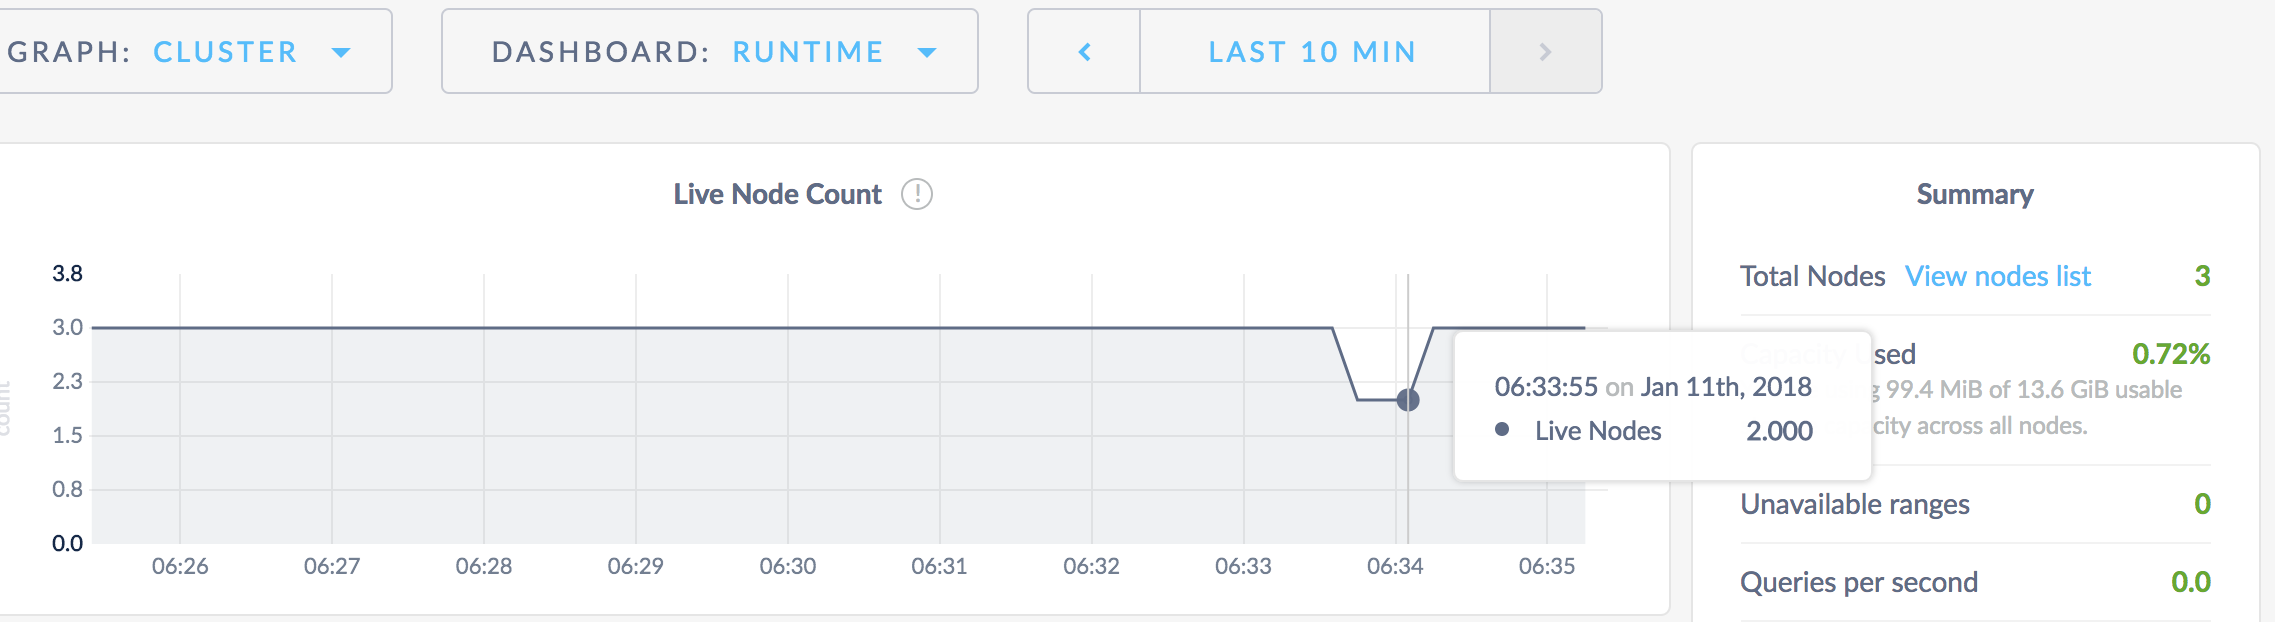 GRAPH: CLUSTER
DASHBOARD: RUNTIME
LAST 10 MIN
Live Node Count !
3.8
3.0
2.3
1.5
0.8
0.0
count
06:26 06:27 06:28 06:29 06:30 06:31 06:32 06:33 06:34 06:35
06:33:55 on Jan 11th, 2018
Live Nodes 2.000
Summary
Total Nodes View nodes list 3
Capacity Used 0.72%
99.4 MiB of 13.6 GiB usable
across all nodes.
Unavailable ranges 0
Queries per second 0.0